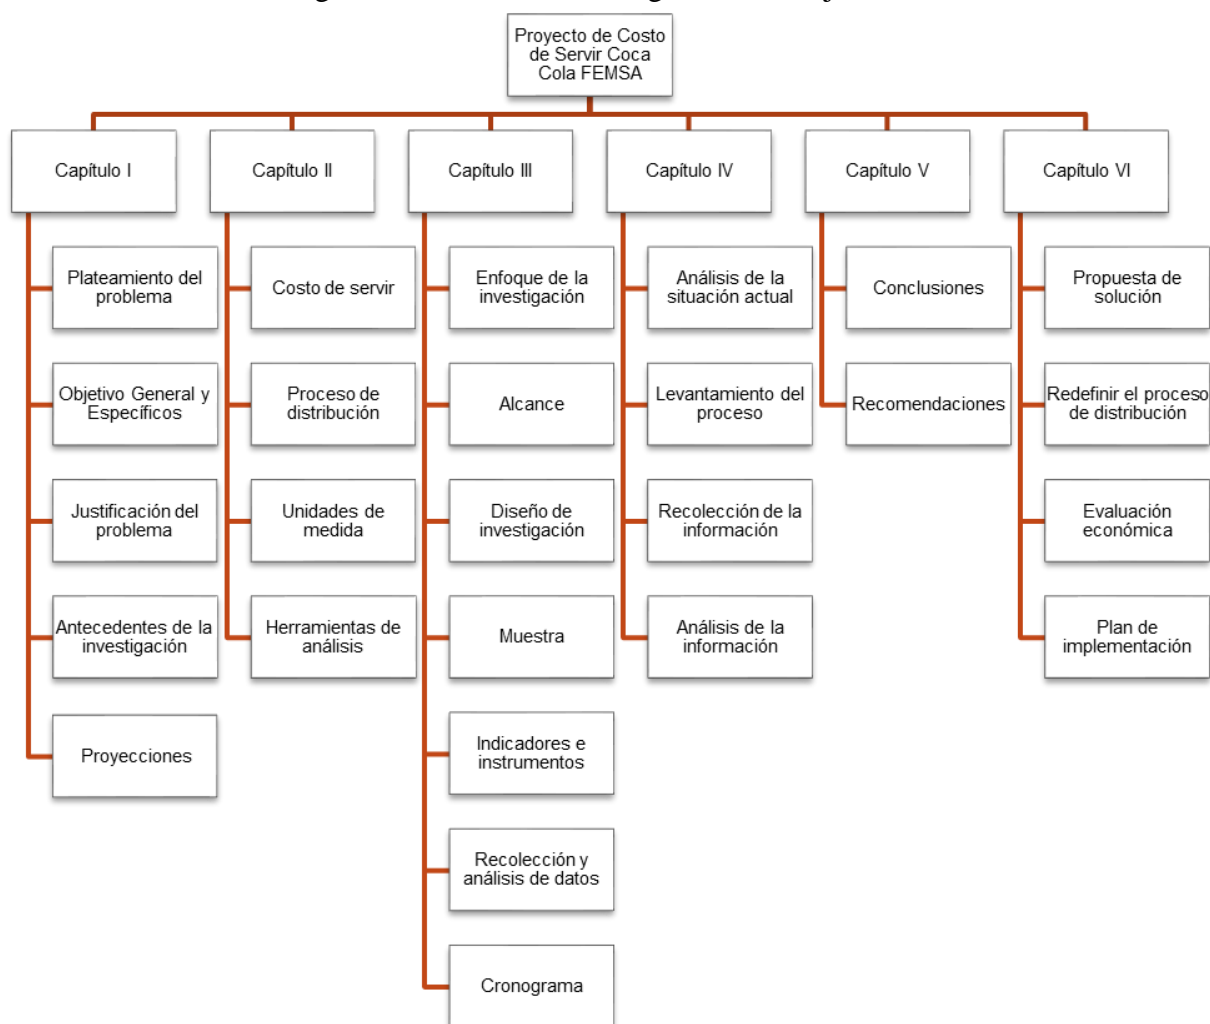 Proyecto de Costo
de Servir Coca
Cola FEMSA
Capítulo I
Plateamiento del
problema
Objetivo General y
Específicos
Justificación del
problema
Antecedentes de la
investigación
Proyecciones
Capítulo II
Costo de servir
Proceso de
distribución
Unidades de
medida
Herramientas de
análisis
Capítulo III
Enfoque de la
investigación
Alcance
Diseño de
investigación
Muestra
Indicadores e
instrumentos
Recolección y
análisis de datos
Cronograma
Capítulo IV
Análisis de la
situación actual
Levantamiento del
proceso
Recolección de la
información
Análisis de la
información
Capítulo V
Conclusiones
Recomendaciones
Capítulo VI
Propuesta de
solución
Redefinir el proceso
de distribución
Evaluación
económica
Plan de
implementación